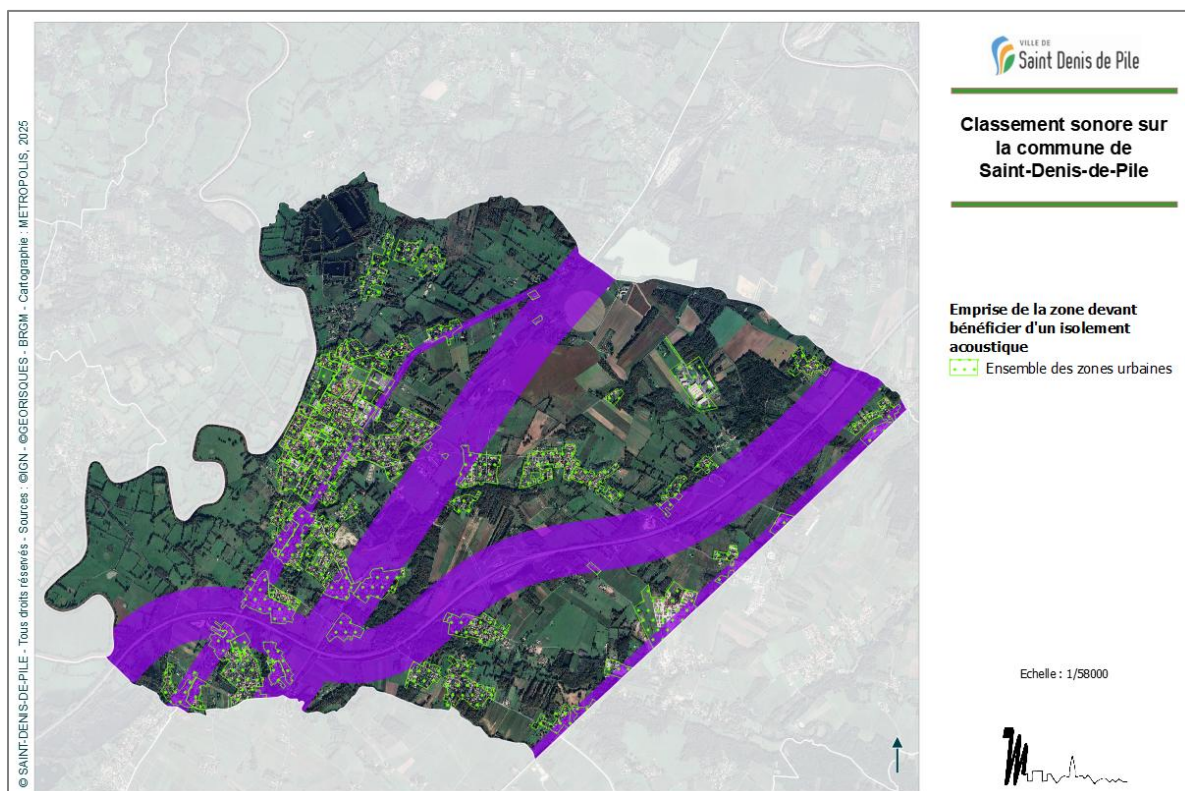 VILLE DE
Saint Denis de Pile
Classement sonore sur
la commune de
Saint-Denis-de-Pile
Emprise de la zone devant
bénéficier d'un isolement
acoustique
Ensemble des zones urbaines
Echelle : 1/58000
© SAINT-DENIS-DE-PILE - Tous droits réservés - Sources : ©IGN - ©GEORISQUES - BRGM - Cartographie : METROPOLIS, 2025